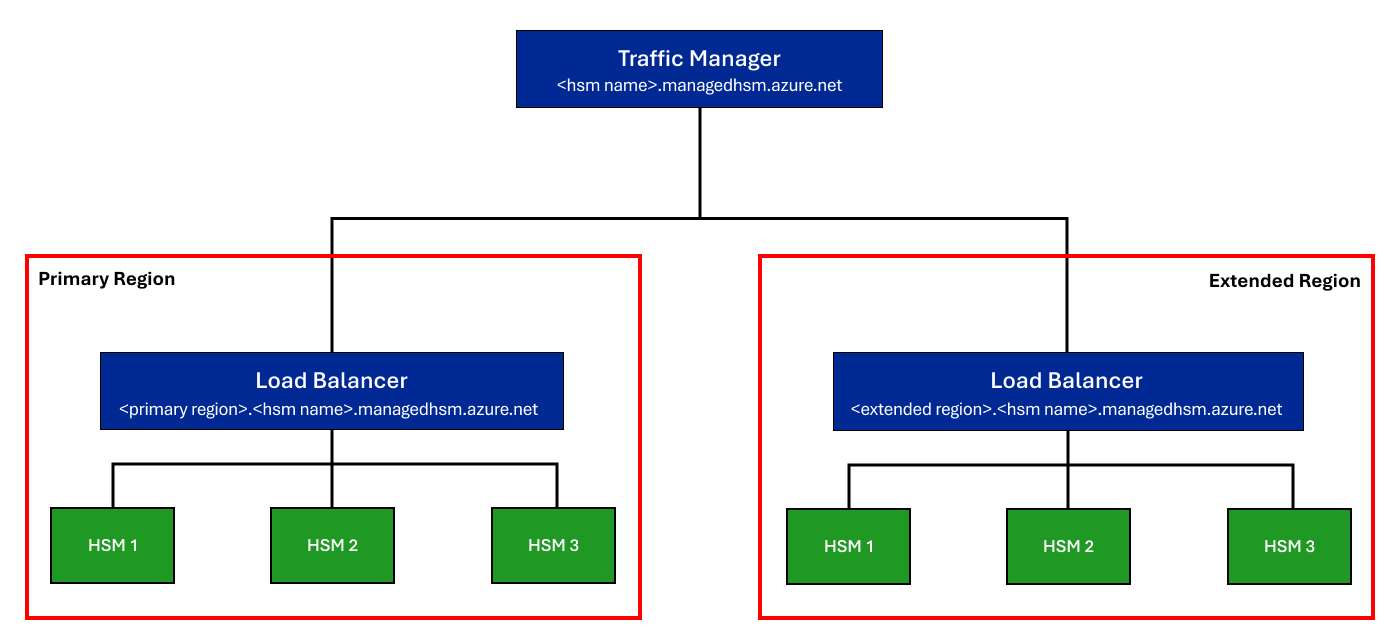 Traffic Manager
<hsm name>.managedhsm.azure.net
Primary Region
Load Balancer
<primary region>.<hsm name>.managedhsm.azure.net
HSM 1
HSM 2
HSM 3
Extended Region
Load Balancer
<extended region>.<hsm name>.managedhsm.azure.net
HSM 1
HSM 2
HSM 3